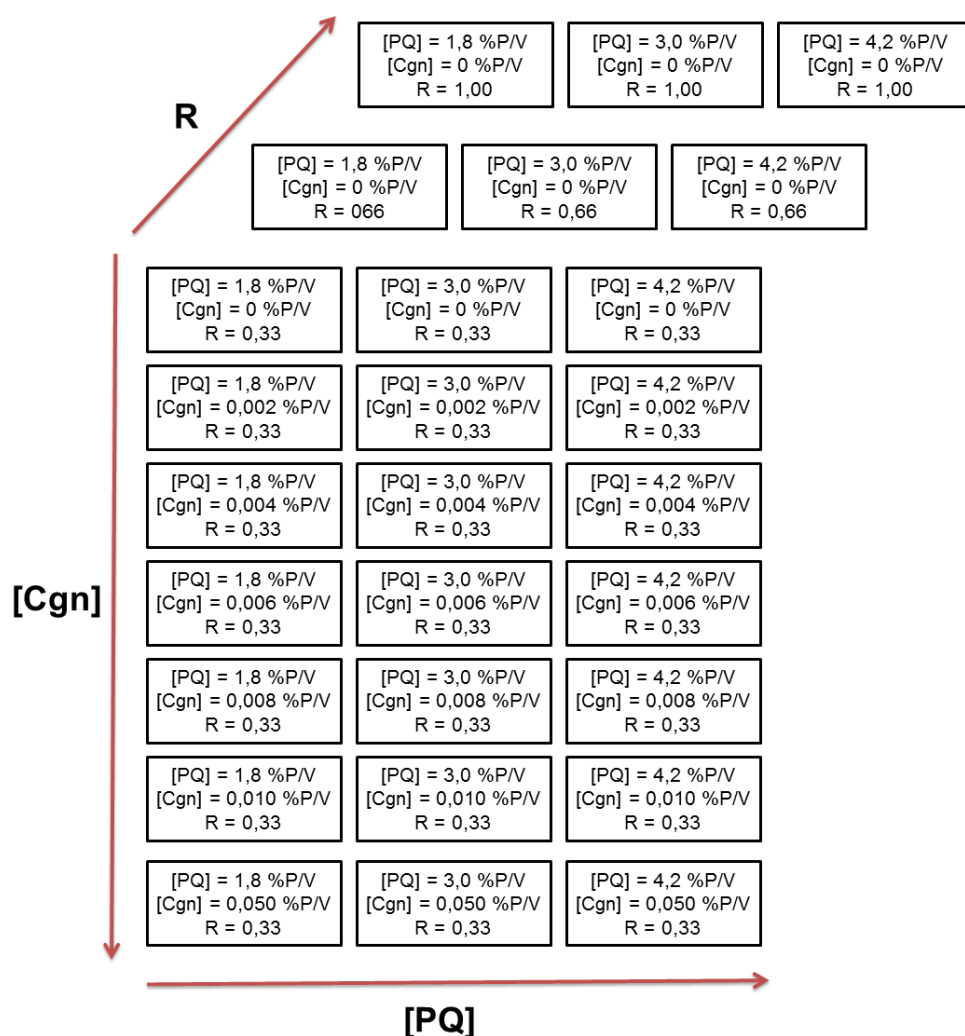 [PQ] = 1,8 %P/V
[Cgn] = 0 %P/V
R = 1,00
[PQ] = 3,0 %P/V
[Cgn] = 0 %P/V
R = 1,00
[PQ] = 4,2 %P/V
[Cgn] = 0 %P/V
R = 1,00
R
[PQ] = 1,8 %P/V
[Cgn] = 0 %P/V
R = 066
[PQ] = 3,0 %P/V
[Cgn] = 0 %P/V
R = 0,66
[PQ] = 4,2 %P/V
[Cgn] = 0 %P/V
R = 0,66
[PQ] = 1,8 %P/V
[Cgn] = 0 %P/V
R = 0,33
[PQ] = 3,0 %P/V
[Cgn] = 0 %P/V
R = 0,33
[PQ] = 4,2 %P/V
[Cgn] = 0 %P/V
R = 0,33
[PQ] = 1,8 %P/V
[Cgn] = 0,002 %P/V
R = 0,33
[PQ] = 3,0 %P/V
[Cgn] = 0,002 %P/V
R = 0,33
[PQ] = 4,2 %P/V
[Cgn] = 0,002 %P/V
R = 0,33
[PQ] = 1,8 %P/V
[Cgn] = 0,004 %P/V
R = 0,33
[PQ] = 3,0 %P/V
[Cgn] = 0,004 %P/V
R = 0,33
[PQ] = 4,2 %P/V
[Cgn] = 0,004 %P/V
R = 0,33
[Cgn]
[PQ] = 1,8 %P/V
[Cgn] = 0,006 %P/V
R = 0,33
[PQ] = 3,0 %P/V
[Cgn] = 0,006 %P/V
R = 0,33
[PQ] = 4,2 %P/V
[Cgn] = 0,006 %P/V
R = 0,33
[PQ] = 1,8 %P/V
[Cgn] = 0,008 %P/V
R = 0,33
[PQ] = 3,0 %P/V
[Cgn] = 0,008 %P/V
R = 0,33
[PQ] = 4,2 %P/V
[Cgn] = 0,008 %P/V
R = 0,33
[PQ] = 1,8 %P/V
[Cgn] = 0,010 %P/V
R = 0,33
[PQ] = 3,0 %P/V
[Cgn] = 0,010 %P/V
R = 0,33
[PQ] = 4,2 %P/V
[Cgn] = 0,010 %P/V
R = 0,33
[PQ] = 1,8 %P/V
[Cgn] = 0,050 %P/V
R = 0,33
[PQ] = 3,0 %P/V
[Cgn] = 0,050 %P/V
R = 0,33
[PQ] = 4,2 %P/V
[Cgn] = 0,050 %P/V
R = 0,33
[PQ]